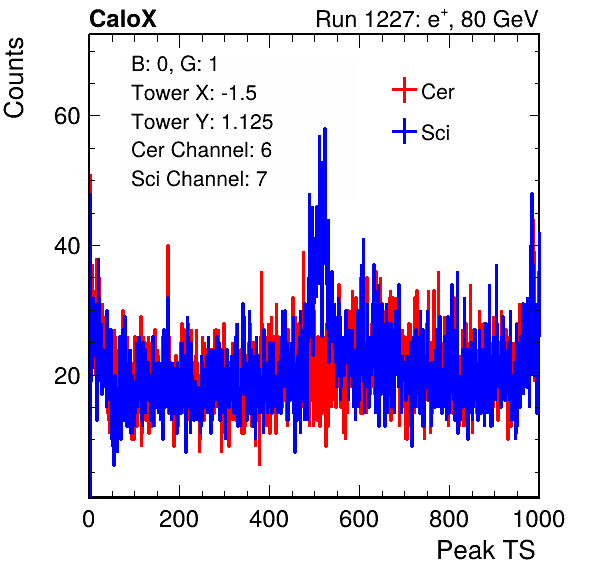 CaloX Run 1227: e⁺, 80 GeV
Counts
B: 0, G: 1
Tower X: -1.5
Tower Y: 1.125
Cer Channel: 6
Sci Channel: 7
Cer
Sci
60
40
20
0 200 400 600 800 1000
Peak TS